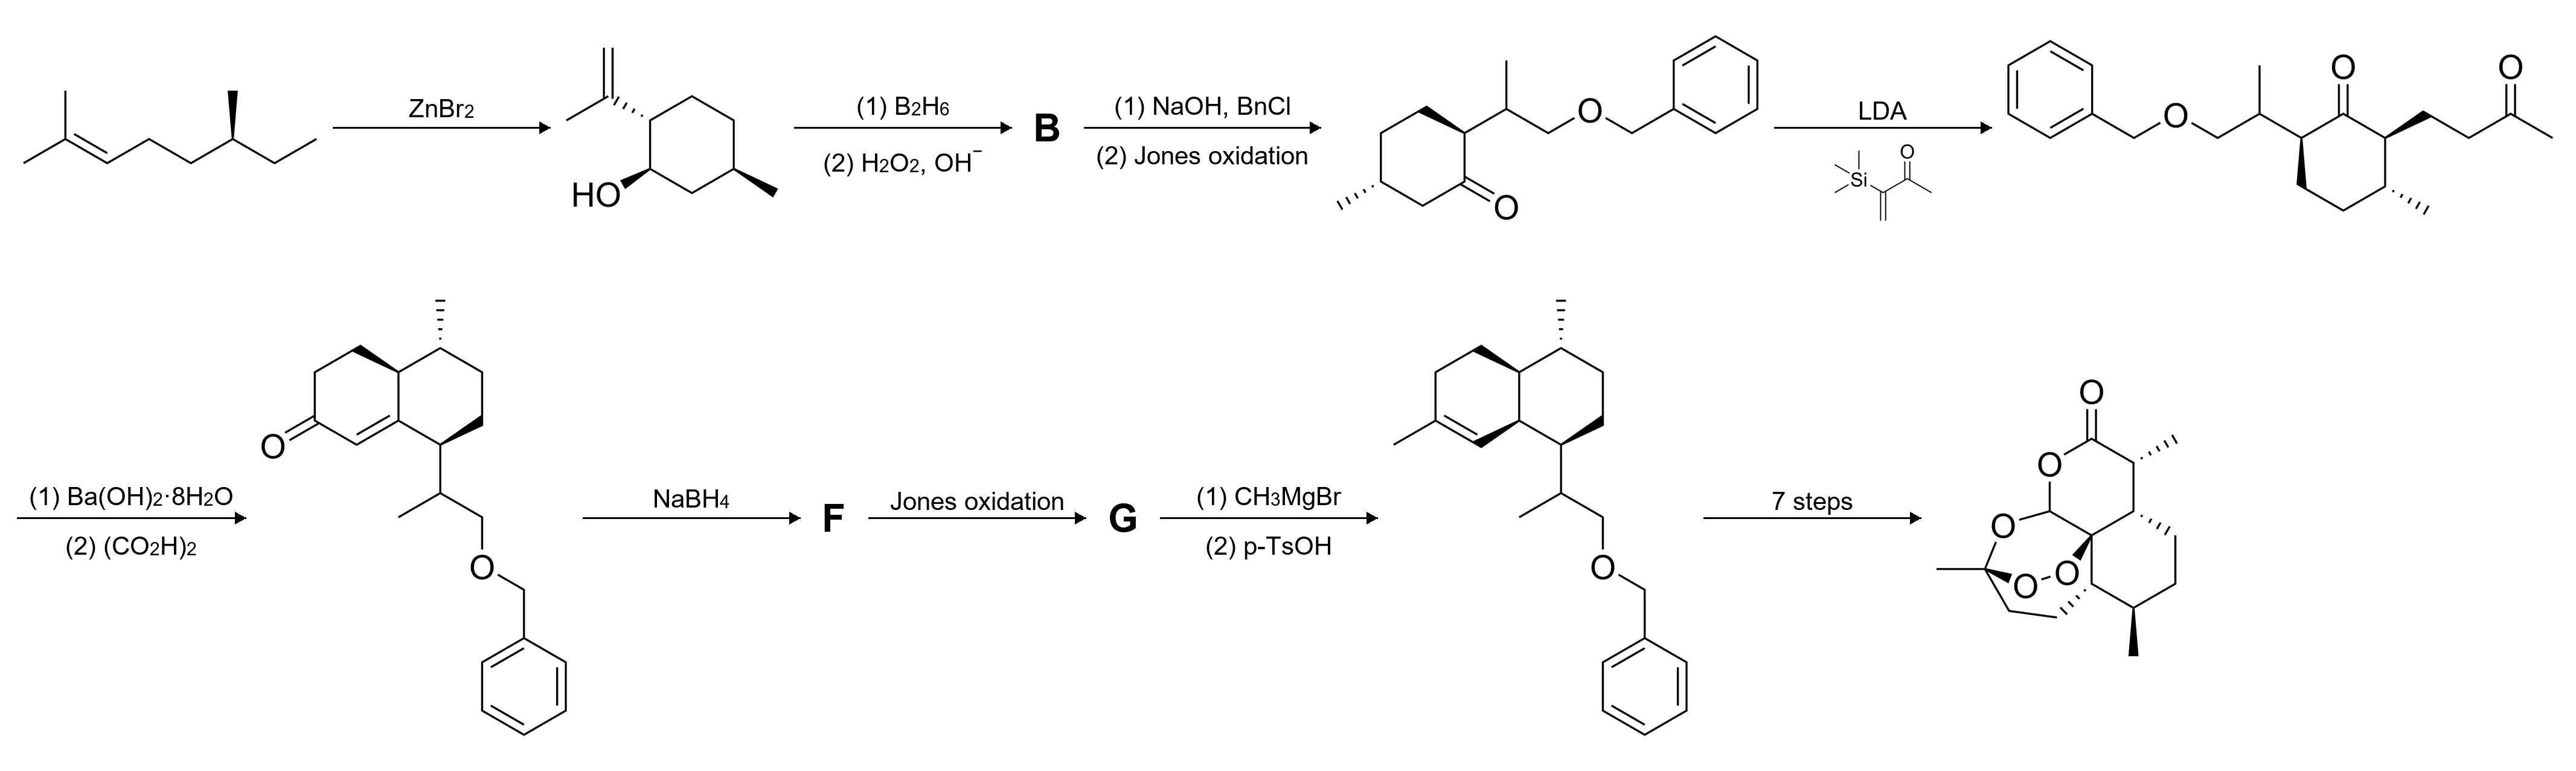 ZnBr2
HO
(1) B2H6
(2) H2O2, OH−
B
(1) NaOH, BnCl
(2) Jones oxidation
O
O
LDA
Si
O
O
O
O
(1) Ba(OH)2·8H2O
(2) (CO2H)2
O
O
NaBH4
F
Jones oxidation
G
(1) CH3MgBr
(2) p-TsOH
O
7 steps
O
O
O
O
O